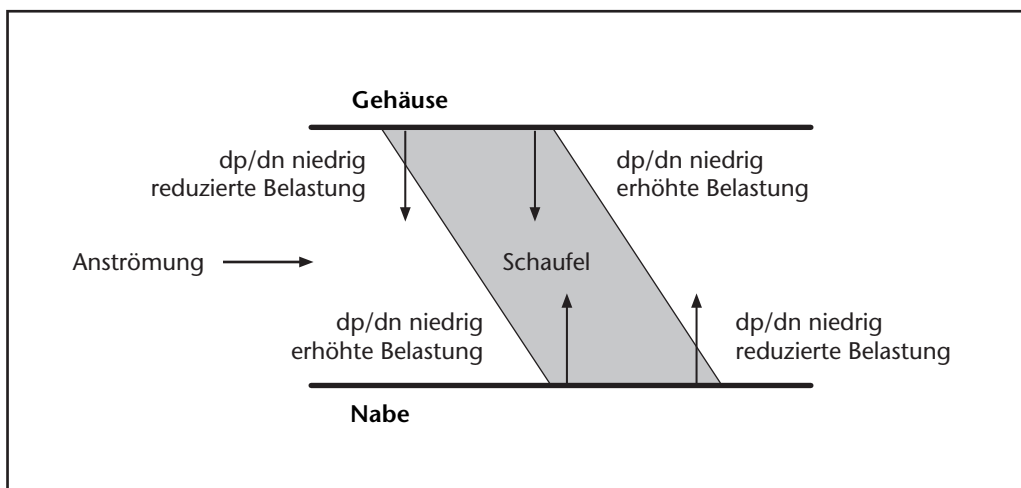 Gehäuse
dp/dn niedrig
reduzierte Belastung
dp/dn niedrig
erhöhte Belastung
Anströmung
Schaufel
dp/dn niedrig
erhöhte Belastung
dp/dn niedrig
reduzierte Belastung
Nabe